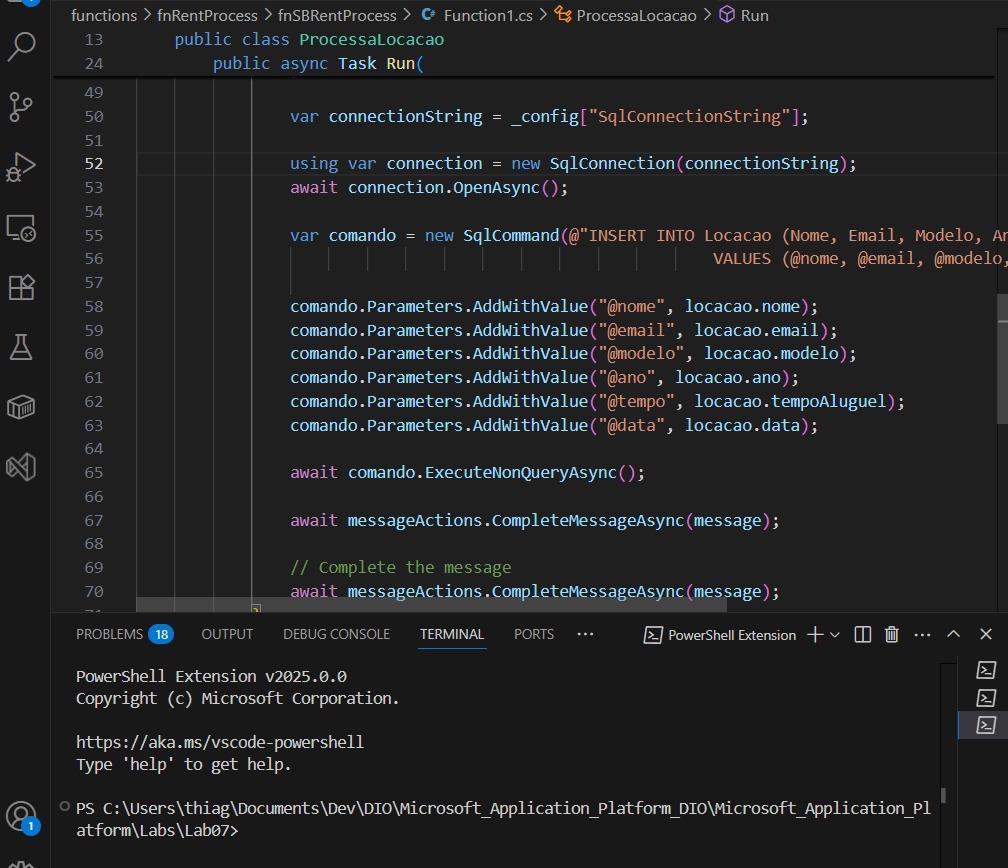 functions > fnRentProcess > fnSBRentProcess > Function1.cs > ProcessaLocacao > Run
13 public class ProcessaLocacao
24 public async Task Run(
49
50 var connectionString = _config["SqlConnectionString"];
51
52 using var connection = new SqlConnection(connectionString);
53 await connection.OpenAsync();
54
55 var comando = new SqlCommand(@"INSERT INTO Locacao (Nome, Email, Modelo, An
56 VALUES (@nome, @email, @modelo,
57
58 comando.Parameters.AddWithValue("@nome", locacao.nome);
59 comando.Parameters.AddWithValue("@email", locacao.email);
60 comando.Parameters.AddWithValue("@modelo", locacao.modelo);
61 comando.Parameters.AddWithValue("@ano", locacao.ano);
62 comando.Parameters.AddWithValue("@tempo", locacao.tempoAluguel);
63 comando.Parameters.AddWithValue("@data", locacao.data);
64
65 await comando.ExecuteNonQueryAsync();
66
67 await messageActions.CompleteMessageAsync(message);
68
69 // Complete the message
70 await messageActions.CompleteMessageAsync(message);
PROBLEMS 18 OUTPUT DEBUG CONSOLE TERMINAL PORTS ··· PowerShell Extension
PowerShell Extension v2025.0.0
Copyright (c) Microsoft Corporation.
https://aka.ms/vscode-powershell
Type 'help' to get help.
PS C:\Users\thiag\Documents\Dev\DIO\Microsoft_Application_Platform_DIO\Microsoft_Application_Pl
atform\Labs\Lab07>
1